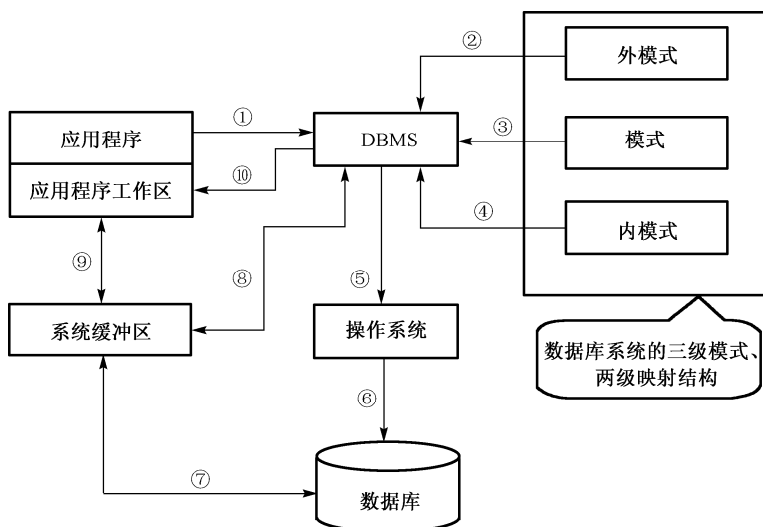 ②
外模式
①
应用程序
DBMS
③
模式
⑩
应用程序工作区
④
内模式
⑨
⑧
⑤
系统缓冲区
操作系统
数据库系统的三级模式、
两级映射结构
⑥
⑦
数据库